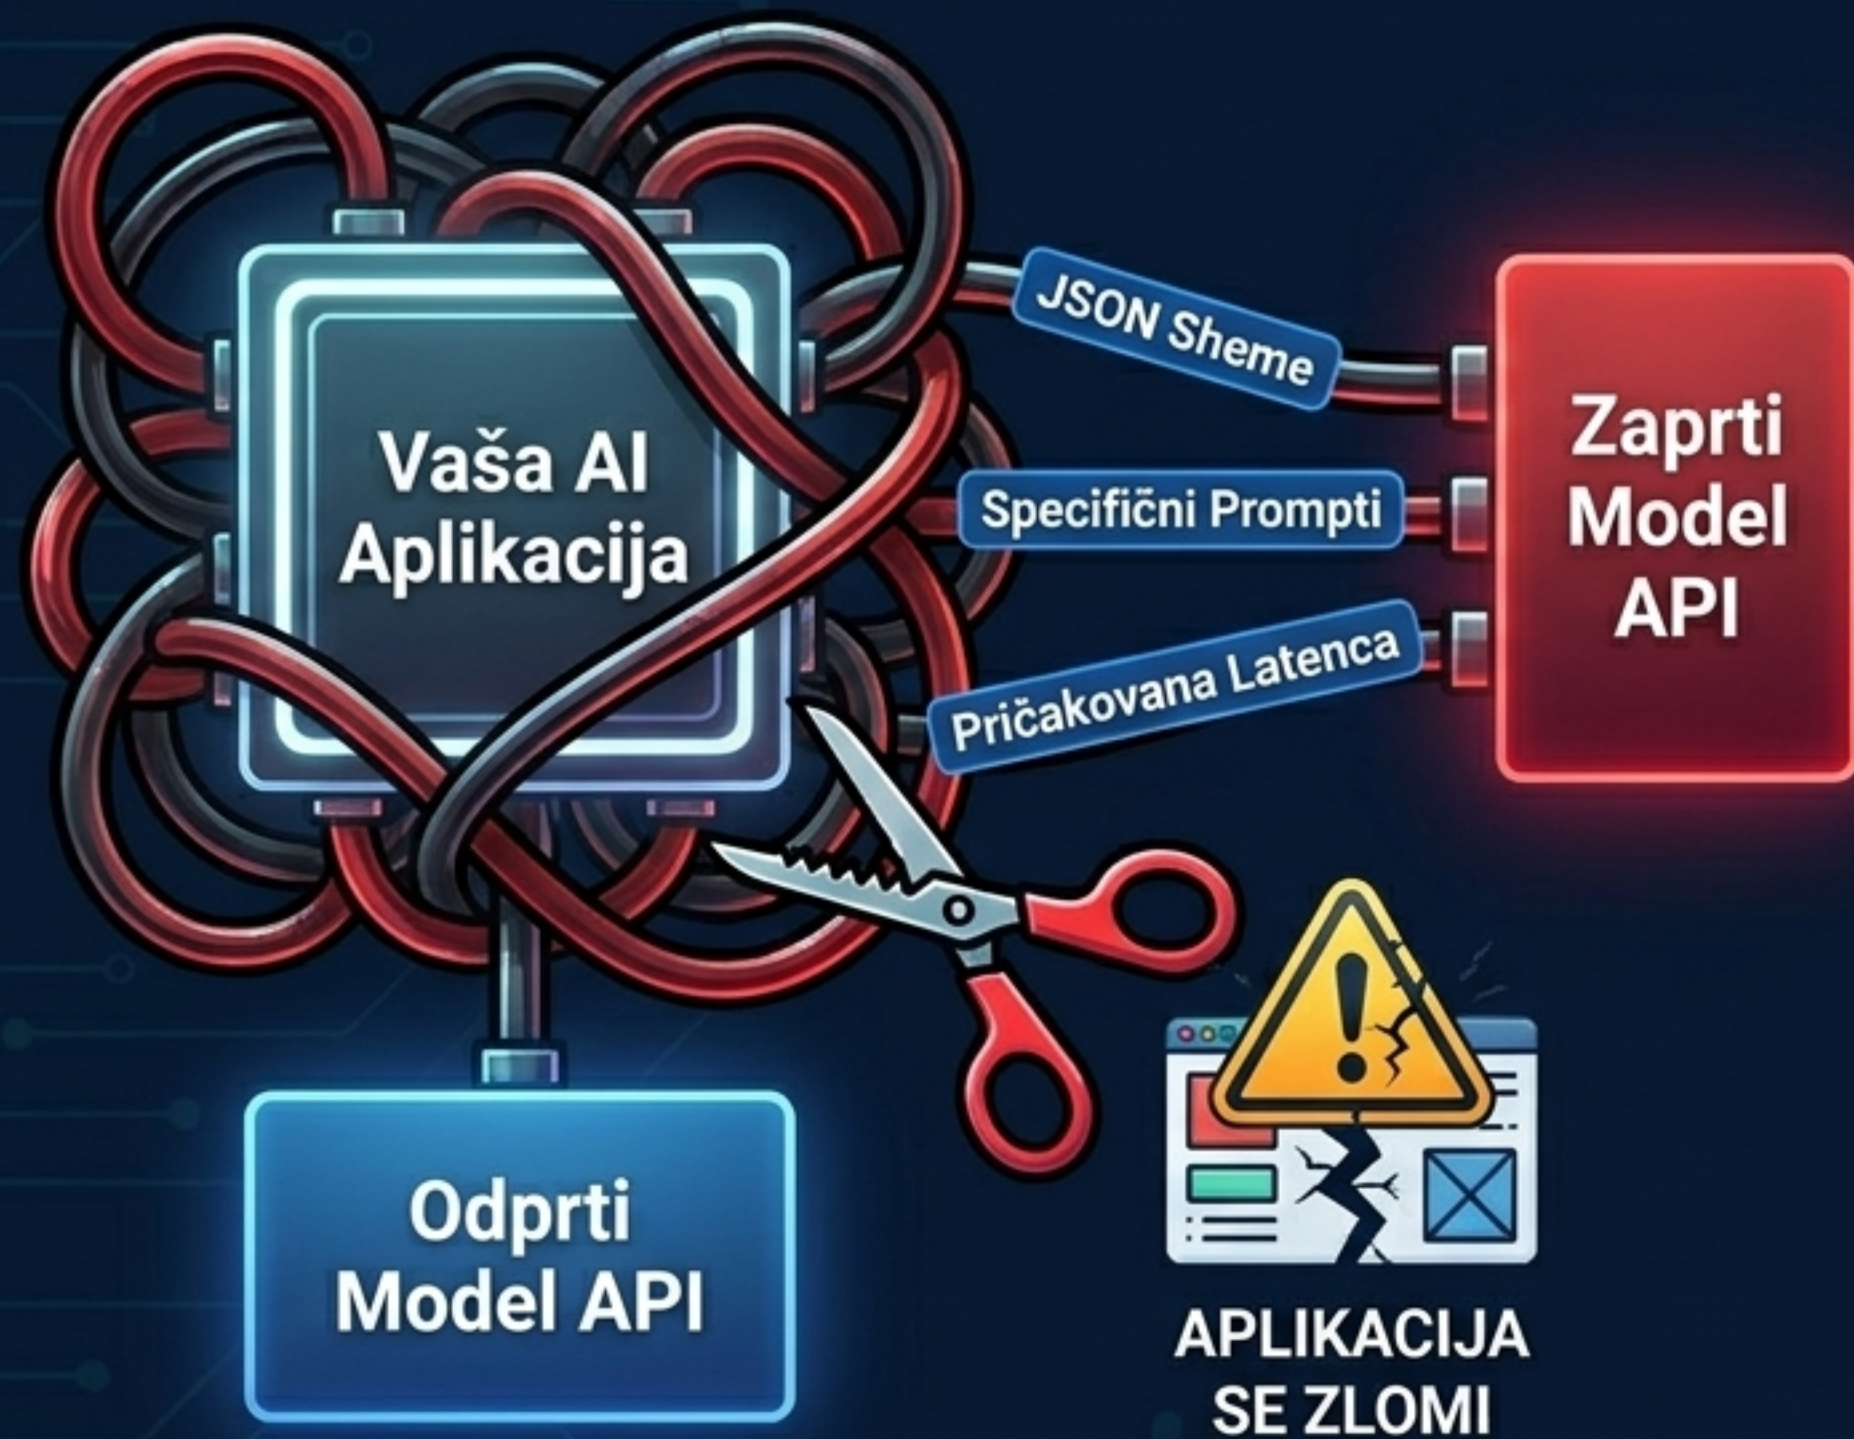 Vaša AI
Aplikacija
JSON Sheme
Specifični Prompti
Pričakovana Latenca
Zaprti
Model
API
Odprti
Model API
APLIKACIJA
SE ZLOMI